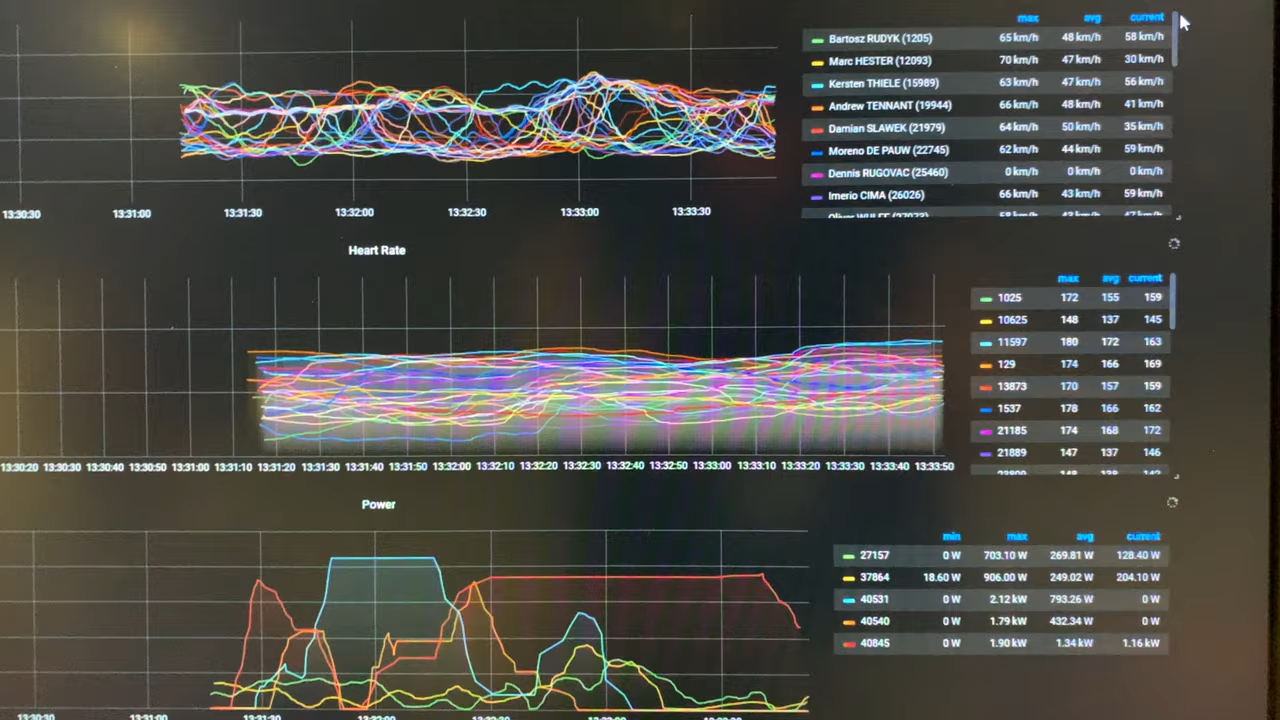 max avg current
Bartosz RUDYK (1205) 65 km/h 48 km/h 58 km/h
Marc HESTER (12093) 70 km/h 47 km/h 30 km/h
Kersten THIELE (15989) 63 km/h 47 km/h 56 km/h
Andrew TENNANT (19944) 66 km/h 48 km/h 41 km/h
Damian SLAWEK (21979) 64 km/h 50 km/h 35 km/h
Moreno DE PAUW (22745) 62 km/h 44 km/h 59 km/h
Dennis RUGOVAC (25460) 0 km/h 0 km/h 0 km/h
Imerio CIMA (26026) 66 km/h 43 km/h 59 km/h
13:30:30 13:31:00 13:31:30 13:32:00 13:32:30 13:33:00 13:33:30
Heart Rate
max avg current
1025 172 155 159
10625 148 137 145
11597 180 172 163
129 174 166 169
13873 170 157 159
1537 178 166 162
21185 174 168 172
21889 147 137 146
13:30:20 13:30:30 13:30:40 13:30:50 13:31:00 13:31:10 13:31:20 13:31:30 13:31:40 13:31:50 13:32:00 13:32:10 13:32:20 13:32:30 13:32:40 13:32:50 13:33:00 13:33:10 13:33:20 13:33:30 13:33:40 13:33:50
Power
min max avg current
27157 0 W 703.10 W 269.81 W 128.40 W
37864 18.60 W 906.00 W 249.02 W 204.10 W
40531 0 W 2.12 kW 793.26 W 0 W
40540 0 W 1.79 kW 432.34 W 0 W
40845 0 W 1.90 kW 1.34 kW 1.16 kW